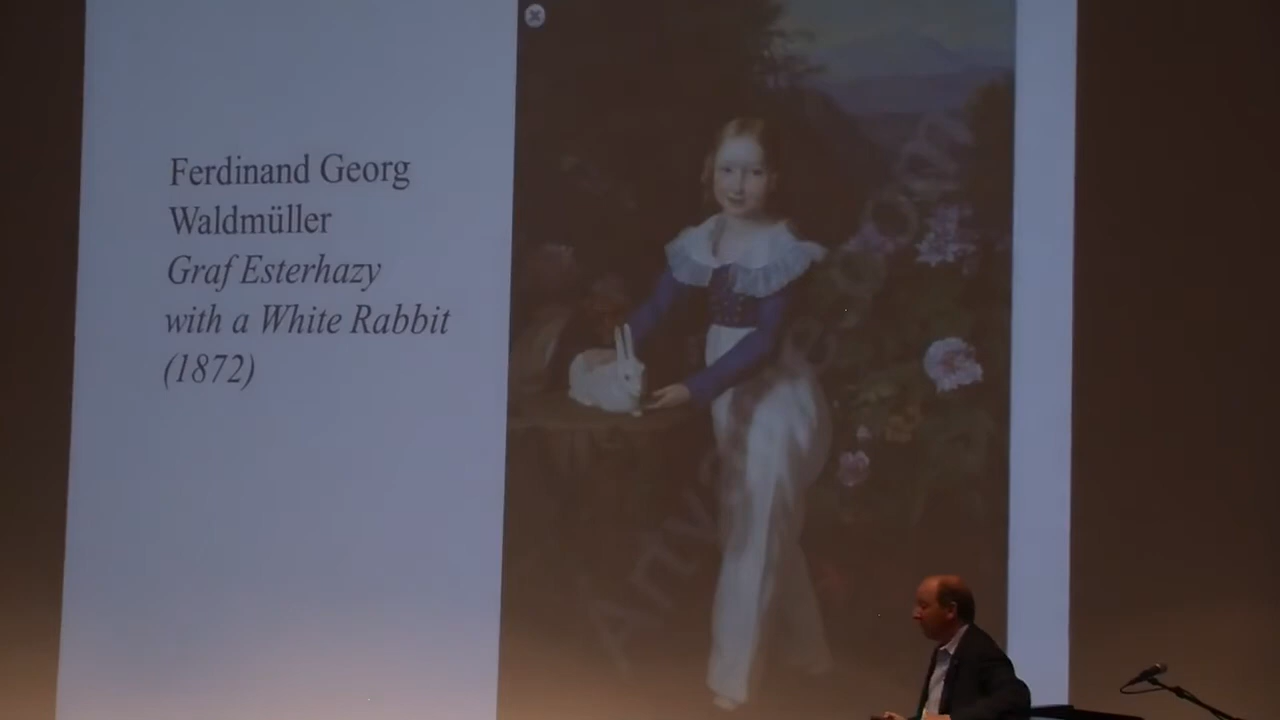 Ferdinand Georg
Waldmüller
Graf Esterhazy
with a White Rabbit
(1872)